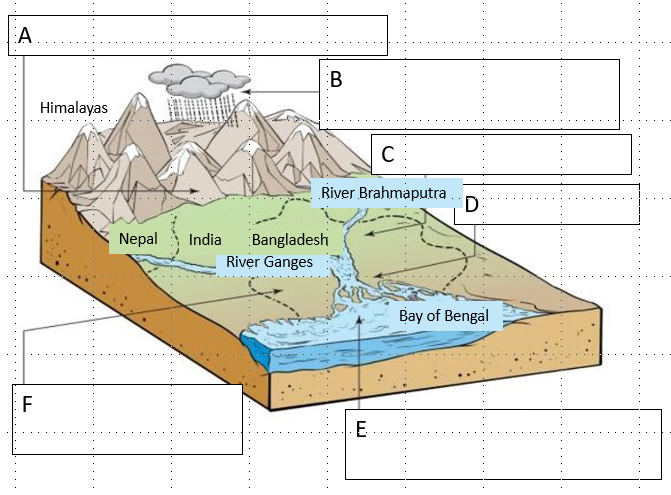 A
B
Himalayas
C
River Brahmaputra
D
Nepal
India
Bangladesh
River Ganges
Bay of Bengal
F
E